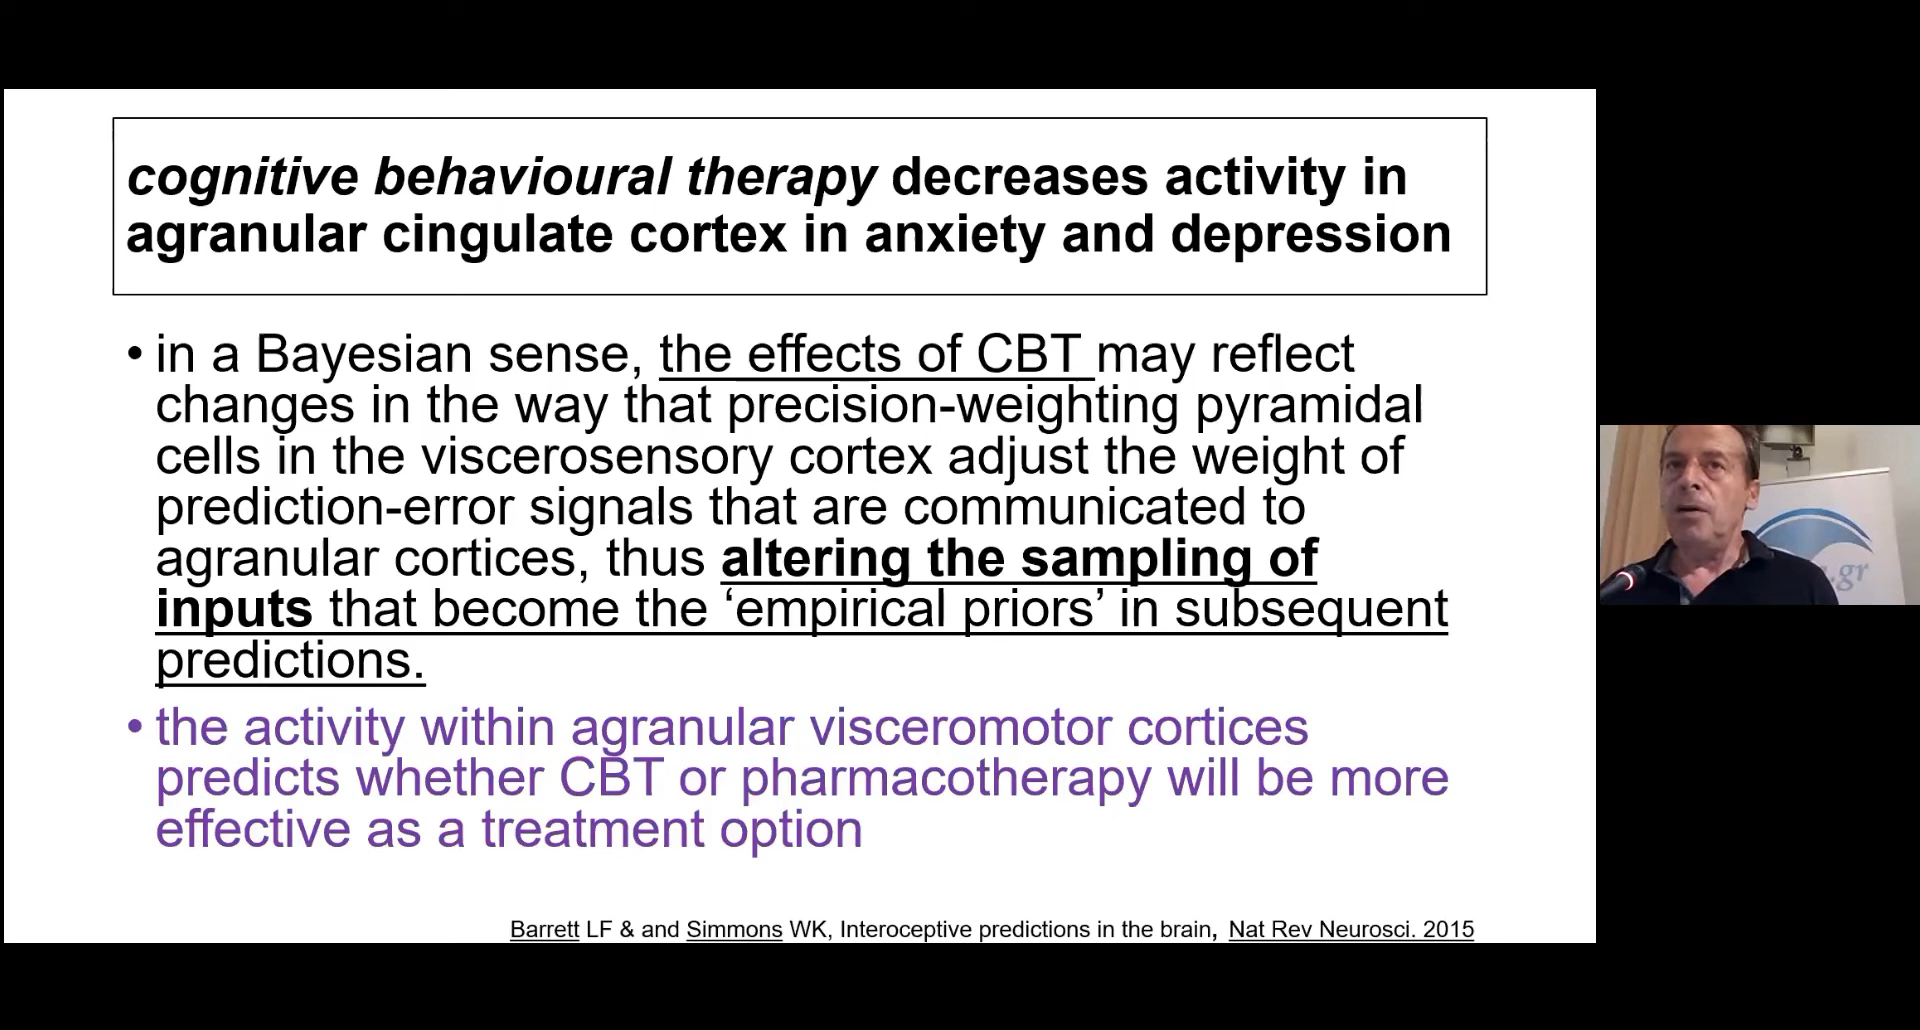 cognitive behavioural therapy decreases activity in
agranular cingulate cortex in anxiety and depression
• in a Bayesian sense, the effects of CBT may reflect
changes in the way that precision-weighting pyramidal
cells in the viscerosensory cortex adjust the weight of
prediction-error signals that are communicated to
agranular cortices, thus altering the sampling of
inputs that become the ‘empirical priors’ in subsequent
predictions.
• the activity within agranular visceromotor cortices
predicts whether CBT or pharmacotherapy will be more
effective as a treatment option
Barrett LF & and Simmons WK, Interoceptive predictions in the brain, Nat Rev Neurosci. 2015
.gr